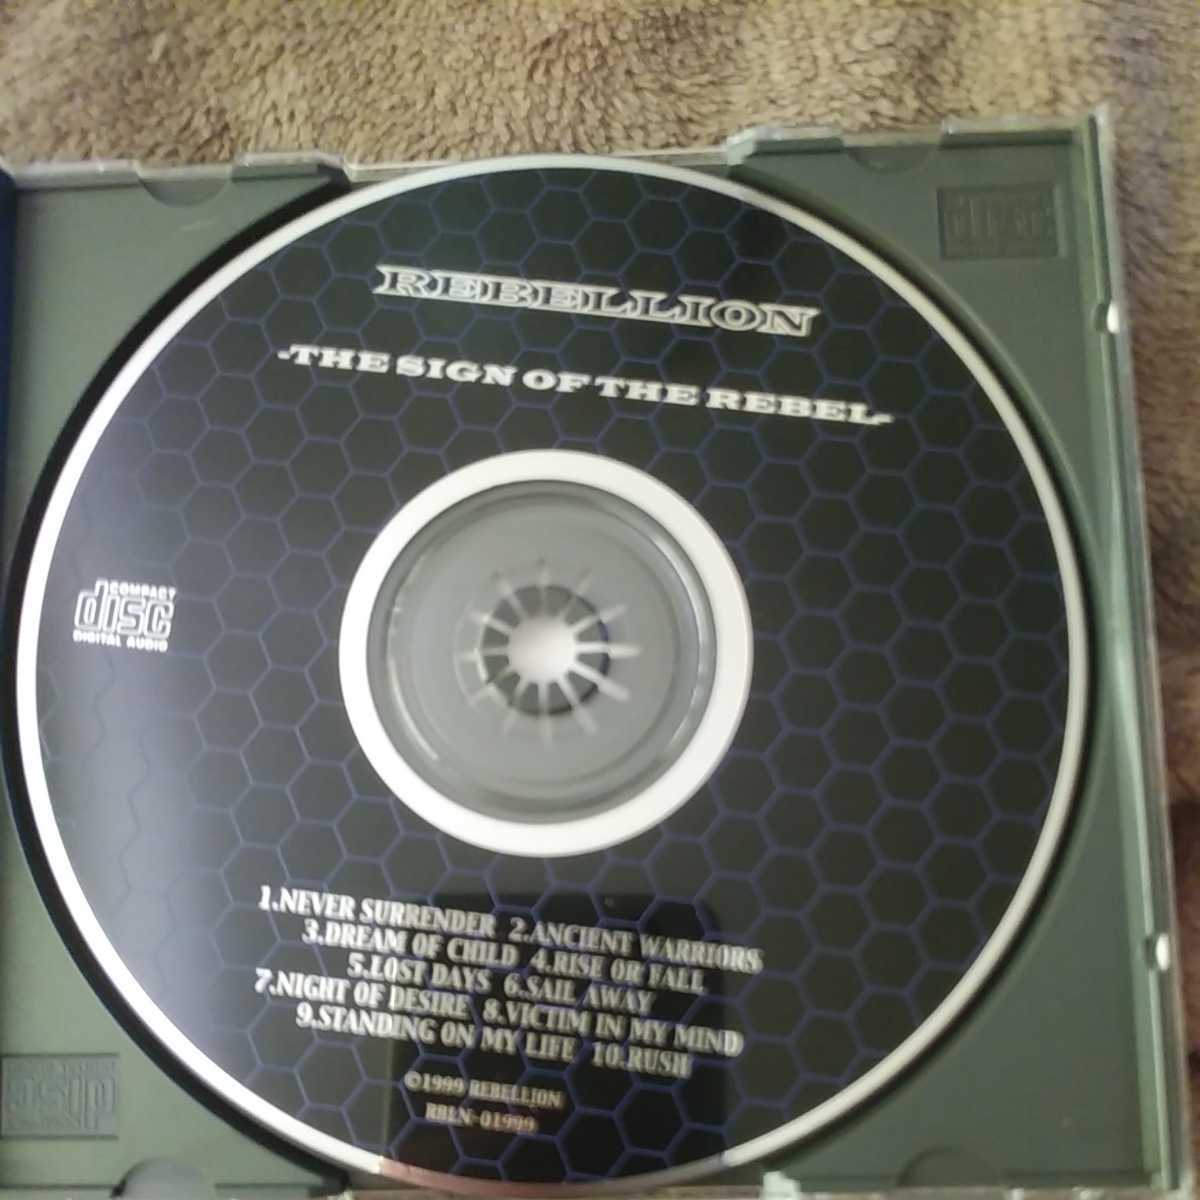 REBELLION
-THE SIGN OF THE REBEL-
COMPACT
disc
DIGITAL AUDIO
1.NEVER SURRENDER 2.ANCIENT WARRIORS
3.DREAM OF CHILD 4.RISE OR FALL
5.LOST DAYS 6.SAIL AWAY
7.NIGHT OF DESIRE 8.VICTIM IN MY MIND
9.STANDING ON MY LIFE 10.RUSH
©1999 REBELLION
RBLN-01999
disc